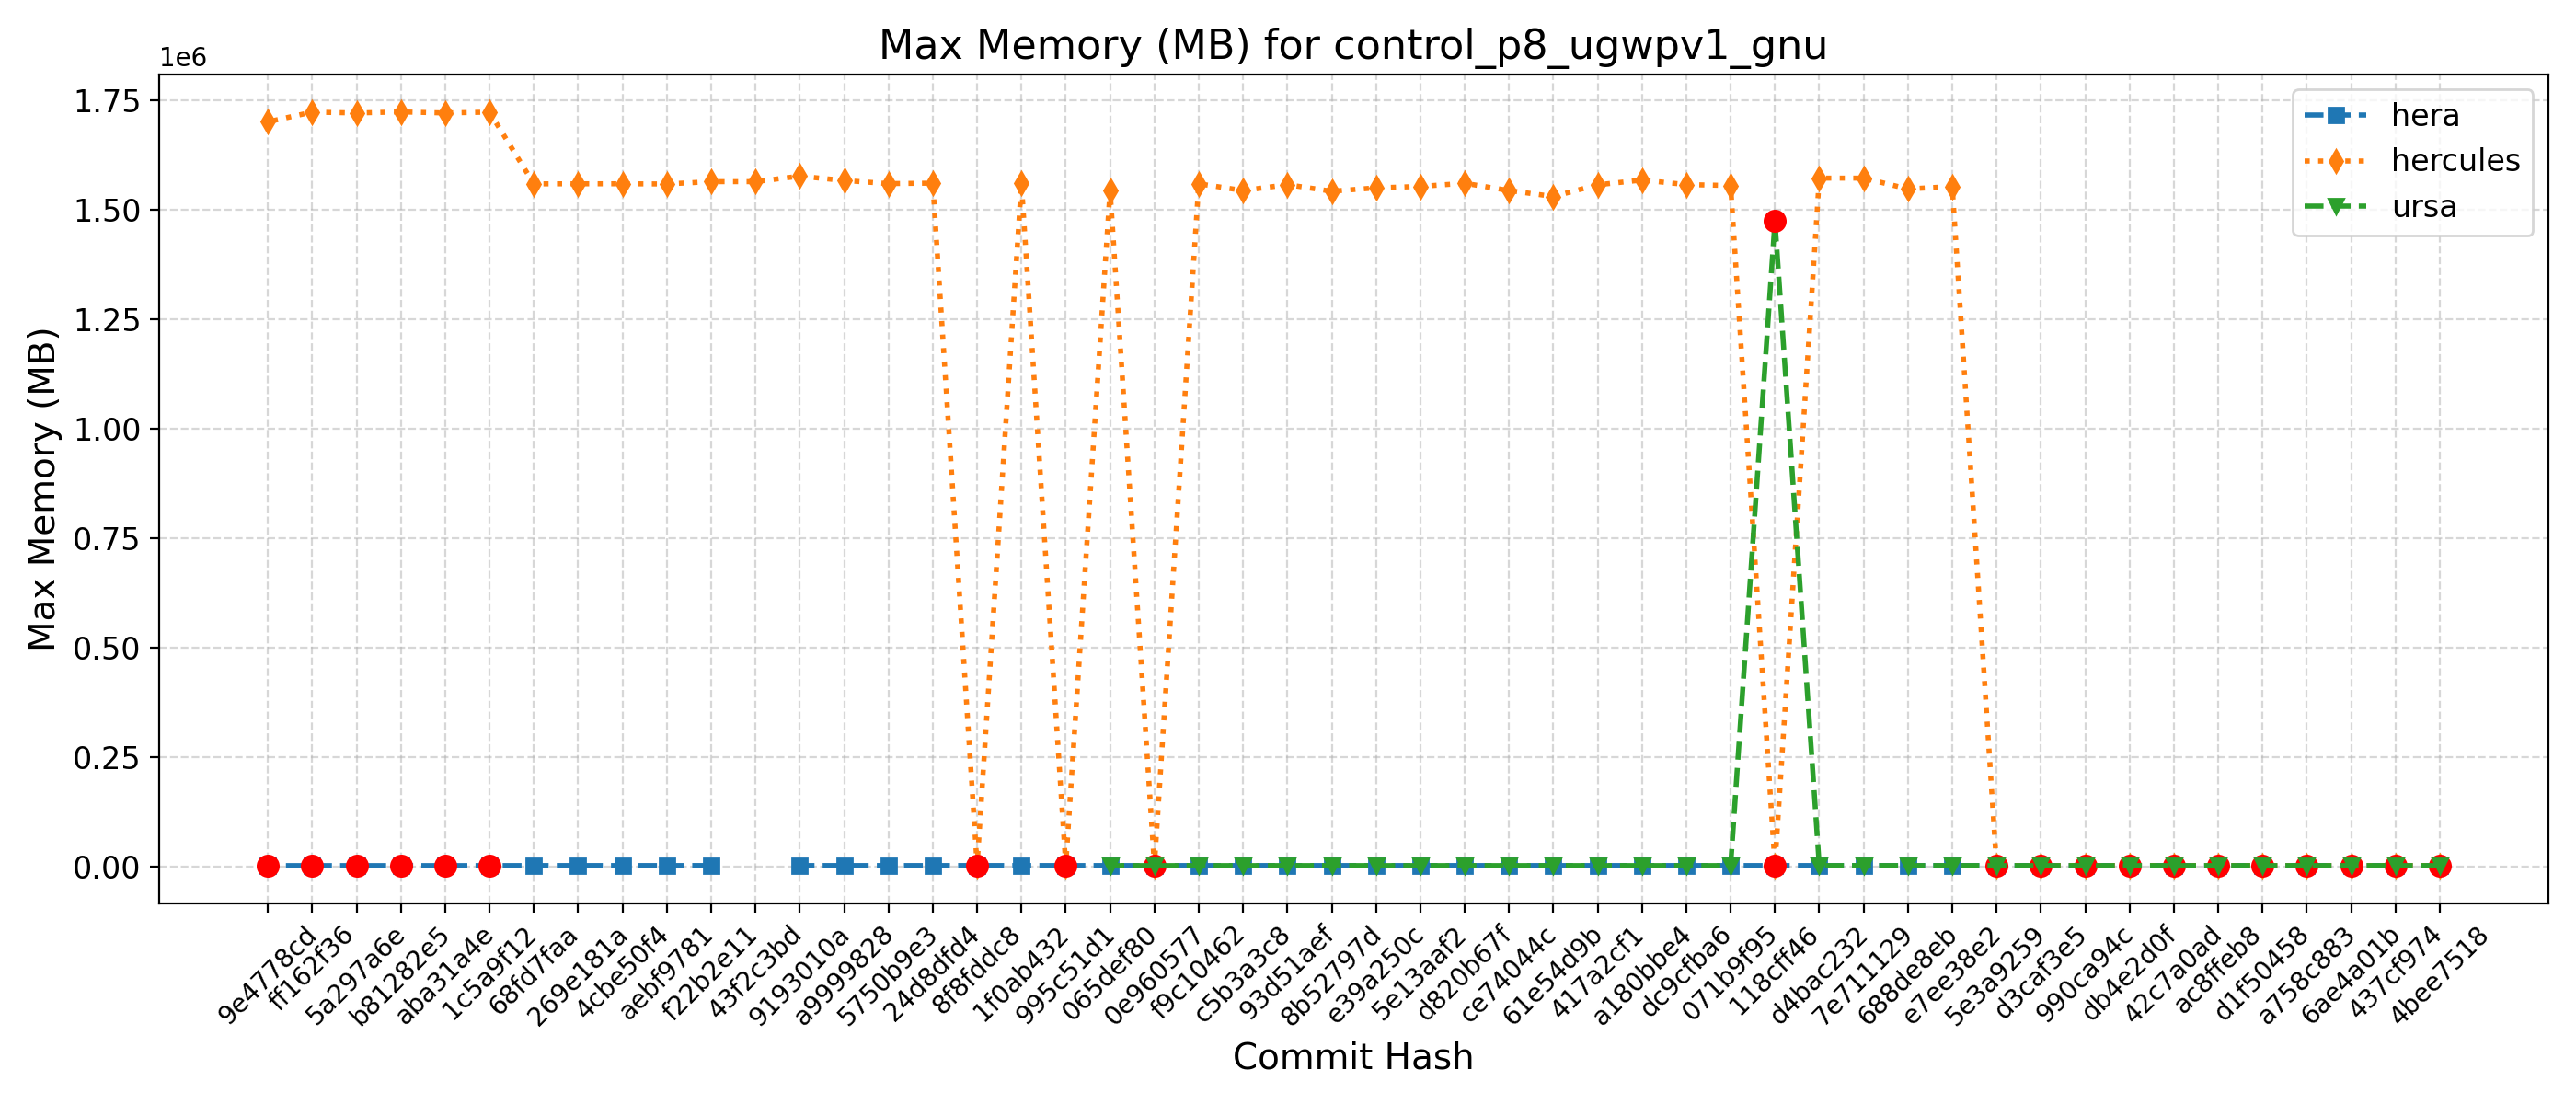 Max Memory (MB) for control_p8_ugwpv1_gnu
1e6
1.75
1.50
1.25
1.00
0.75
0.50
0.25
0.00
Max Memory (MB)
hera
hercules
ursa
9e4778cd
ff162f36
5a297a6e
b81282e5
aba31a4e
1c5a9f12
68fd7faa
269e181a
4cbe50f4
aebf9781
f22b2e11
43f2c3bd
9193010a
a9999828
5750b9e3
24d8dfd4
8f8fddc8
1f0ab432
995c51d1
065def80
0e960577
f9c10462
c5b3a3c8
93d51aef
8b52797d
e39a250c
5e13aaf2
d820b67f
ce74044c
61e54d9b
417a2cf1
a180bbe4
dc9cfba6
071b9f95
118cff46
d4bac232
7e711129
688de8eb
e7ee38e2
5e3a9259
d3caf3e5
990ca94c
db4e2d0f
42c7a0ad
ac8ffeb8
d1f50458
a758c883
6ae4a01b
437cf974
4bee7518
Commit Hash